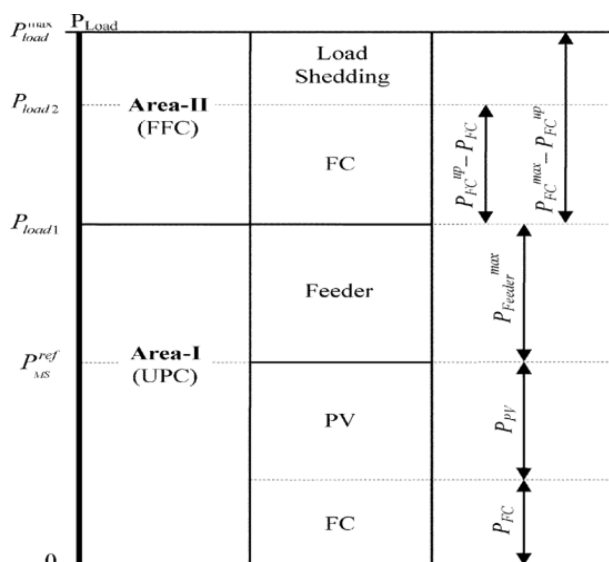 P_load^max P_Load
Load
Shedding
P_load2
Area-II
(FFC)
FC
P_FC^up – P_FC
P_FC^max – P_FC^up
P_load1
Feeder
P_Feeder^max
P_MS^ref
Area-I
(UPC)
PV
P_PV
FC
P_FC
0